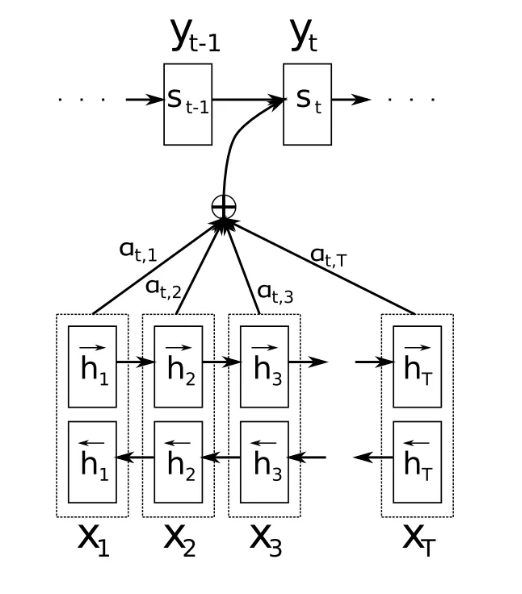 y_{t-1} y_t
. . . s_{t-1} s_t . . .
a_{t,1} a_{t,2} a_{t,3} a_{t,T}
\overrightarrow{h}_1 \overrightarrow{h}_2 \overrightarrow{h}_3 \overrightarrow{h}_T
\overleftarrow{h}_1 \overleftarrow{h}_2 \overleftarrow{h}_3 \overleftarrow{h}_T
x_1 x_2 x_3 x_T